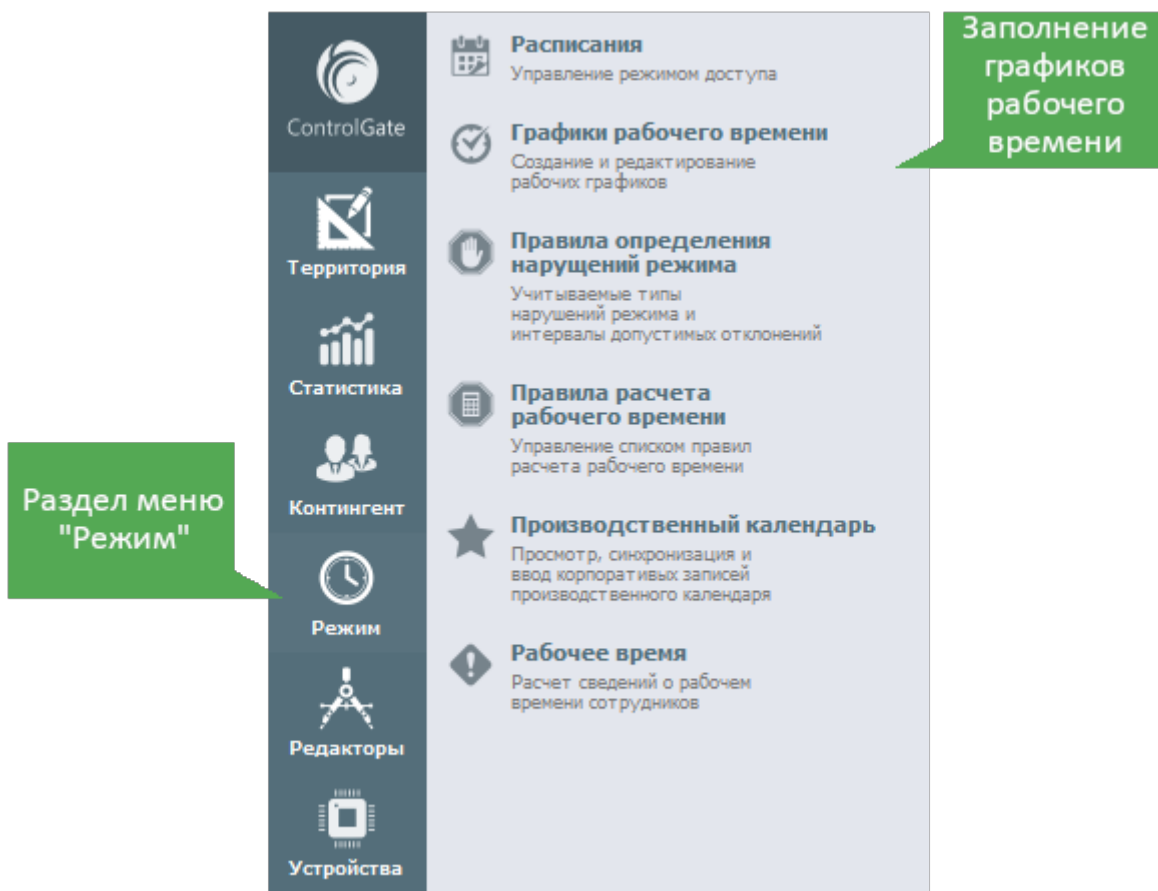 ControlGate
Территория
Статистика
Контингент
Режим
Редакторы
Устройства
Раздел меню
"Режим"
Расписания
Управление режимом доступа
Графики рабочего времени
Создание и редактирование
рабочих графиков
Правила определения
нарущений режима
Учитываемые типы
нарушений режима и
интервалы допустимых отклонений
Правила расчета
рабочего времени
Управление списком правил
расчета рабочего времени
Производственный календарь
Просмотр, синхронизация и
ввод корпоративных записей
производственного календаря
Рабочее время
Расчет сведений о рабочем
времени сотрудников
Заполнение
графиков
рабочего
времени